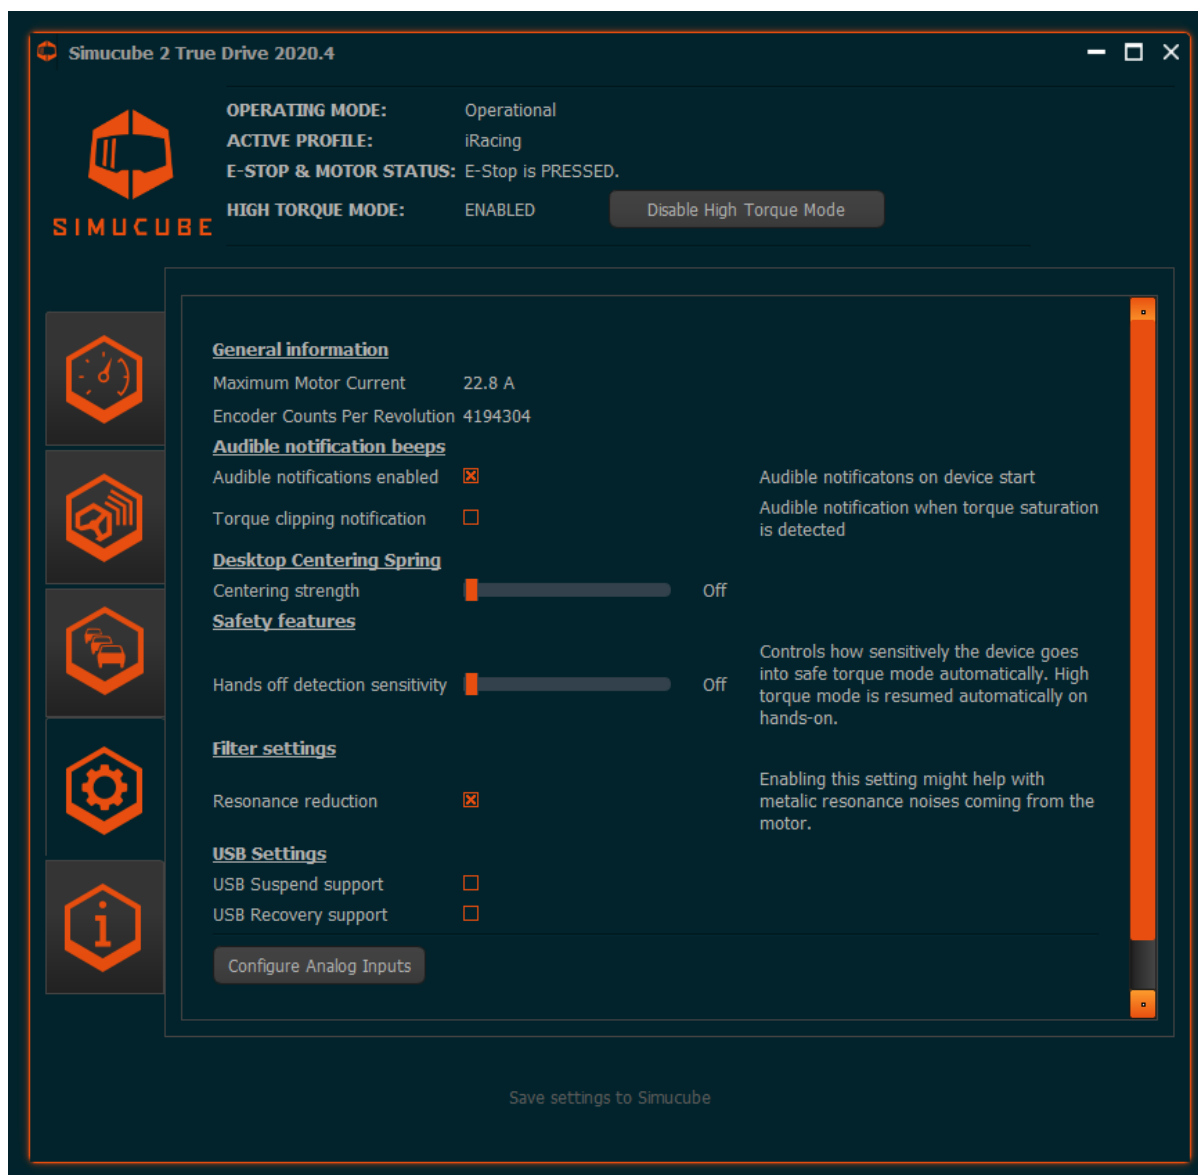 Simucube 2 True Drive 2020.4
SIMUCUBE
OPERATING MODE: Operational
ACTIVE PROFILE: iRacing
E-STOP & MOTOR STATUS: E-Stop is PRESSED.
HIGH TORQUE MODE: ENABLED Disable High Torque Mode
General information
Maximum Motor Current 22.8 A
Encoder Counts Per Revolution 4194304
Audible notification beeps
Audible notifications enabled Audible notificatons on device start
Torque clipping notification
Audible notification when torque saturation
is detected
Desktop Centering Spring
Centering strength Off
Safety features
Hands off detection sensitivity Off
Controls how sensitively the device goes
into safe torque mode automatically. High
torque mode is resumed automatically on
hands-on.
Filter settings
Resonance reduction
Enabling this setting might help with
metalic resonance noises coming from the
motor.
USB Settings
USB Suspend support
USB Recovery support
Configure Analog Inputs
Save settings to Simucube